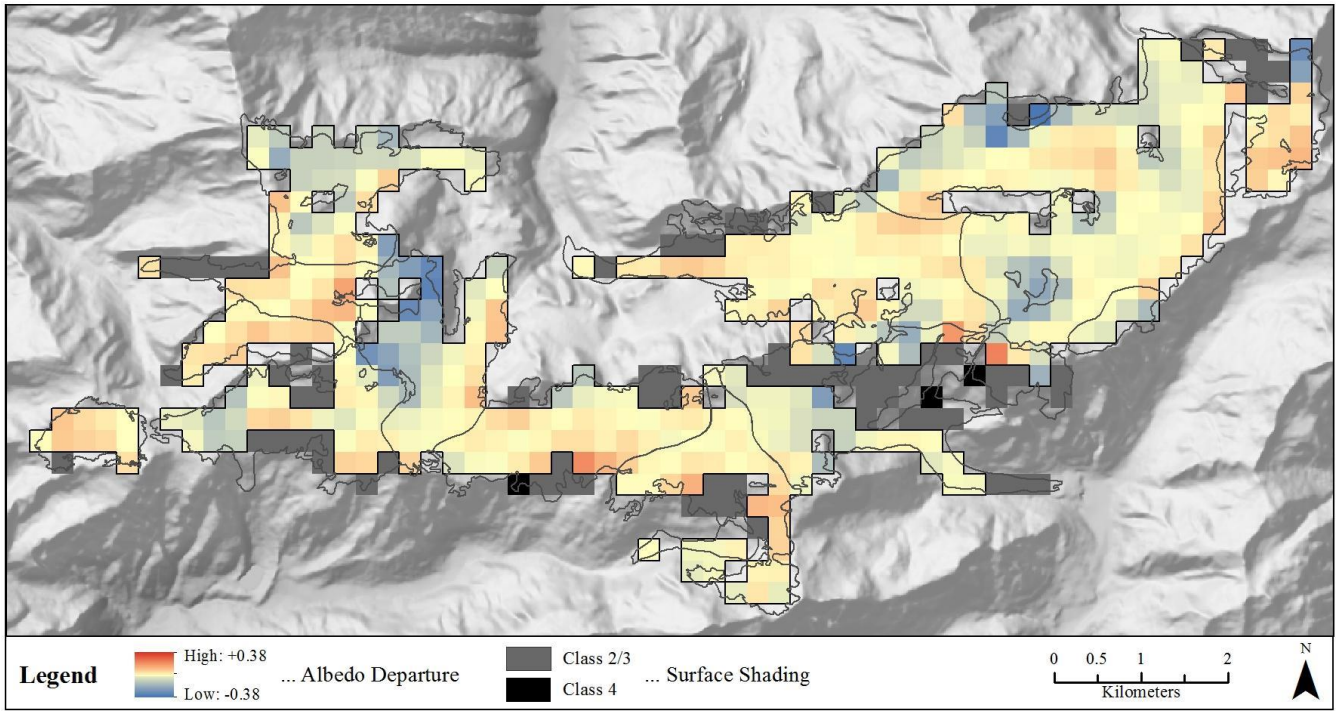 Legend
High: +0.38
Low: -0.38
... Albedo Departure
Class 2/3
Class 4
... Surface Shading
0 0.5 1 2
Kilometers
N